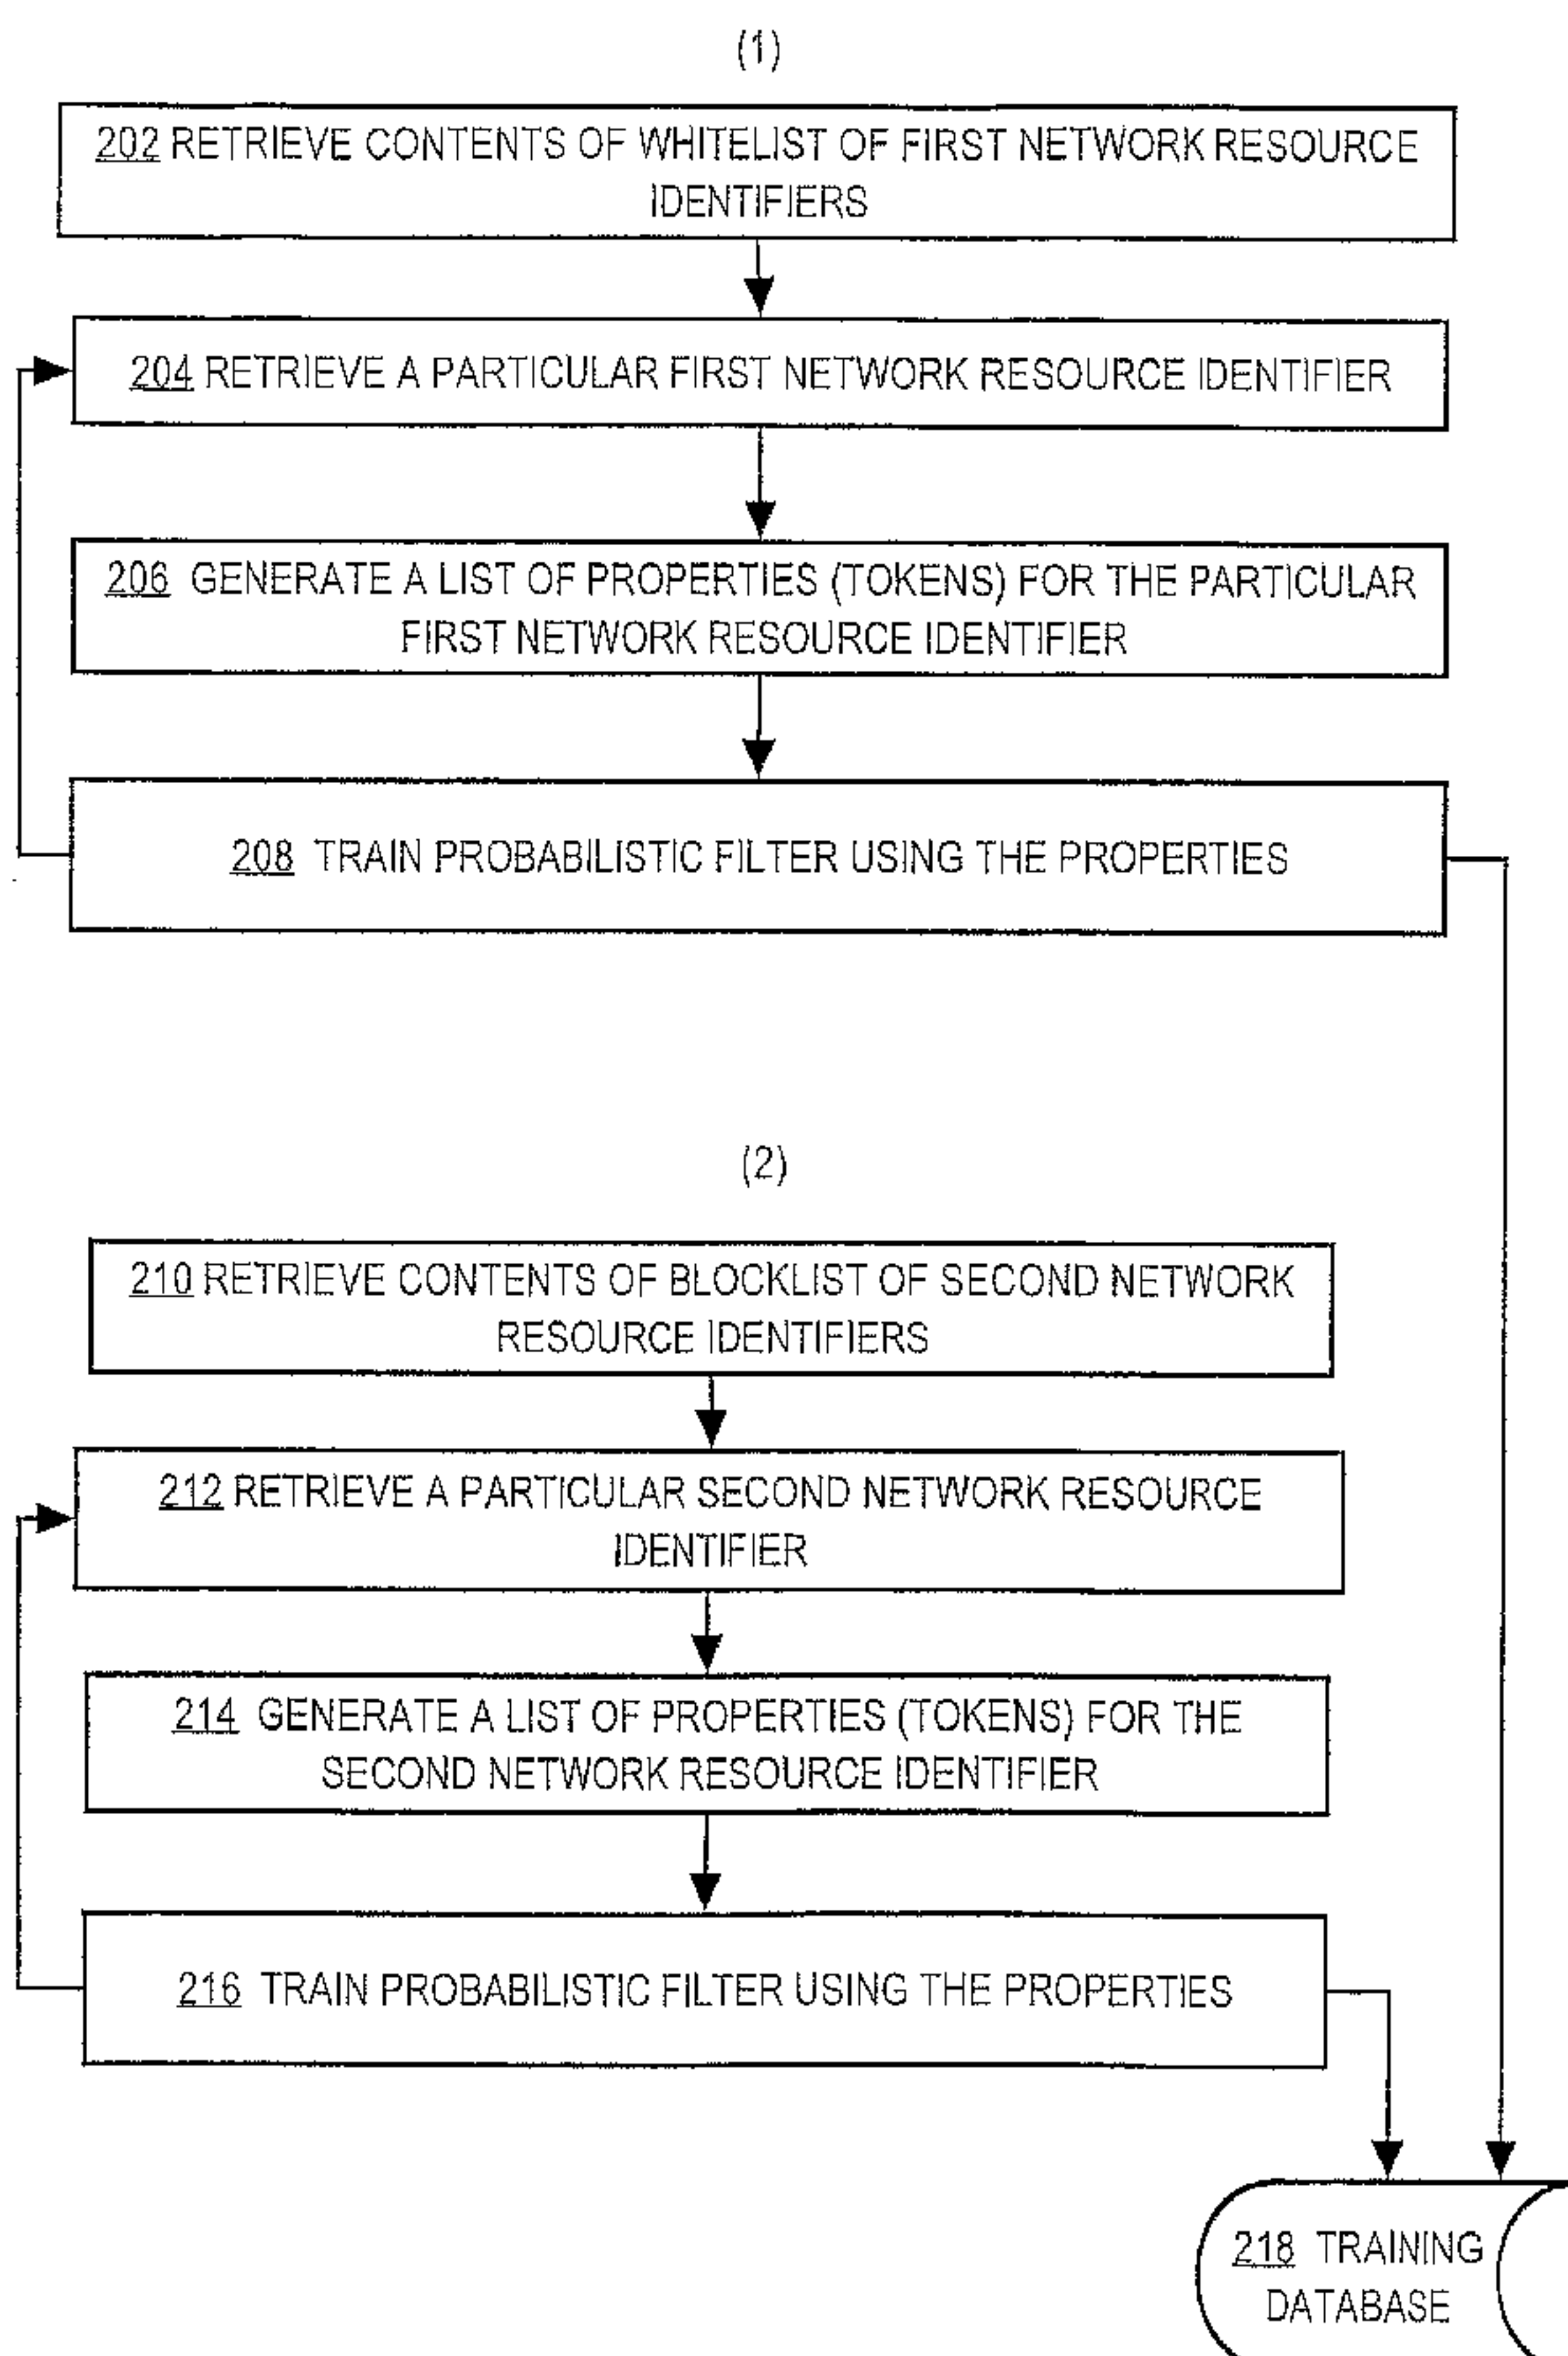 (1)
202 RETRIEVE CONTENTS OF WHITELIST OF FIRST NETWORK RESOURCE
IDENTIFIERS
204 RETRIEVE A PARTICULAR FIRST NETWORK RESOURCE IDENTIFIER
206 GENERATE A LIST OF PROPERTIES (TOKENS) FOR THE PARTICULAR
FIRST NETWORK RESOURCE IDENTIFIER
208 TRAIN PROBABILISTIC FILTER USING THE PROPERTIES
(2)
210 RETRIEVE CONTENTS OF BLOCKLIST OF SECOND NETWORK
RESOURCE IDENTIFIERS
212 RETRIEVE A PARTICULAR SECOND NETWORK RESOURCE
IDENTIFIER
214 GENERATE A LIST OF PROPERTIES (TOKENS) FOR THE
SECOND NETWORK RESOURCE IDENTIFIER
216 TRAIN PROBABILISTIC FILTER USING THE PROPERTIES
218 TRAINING
DATABASE